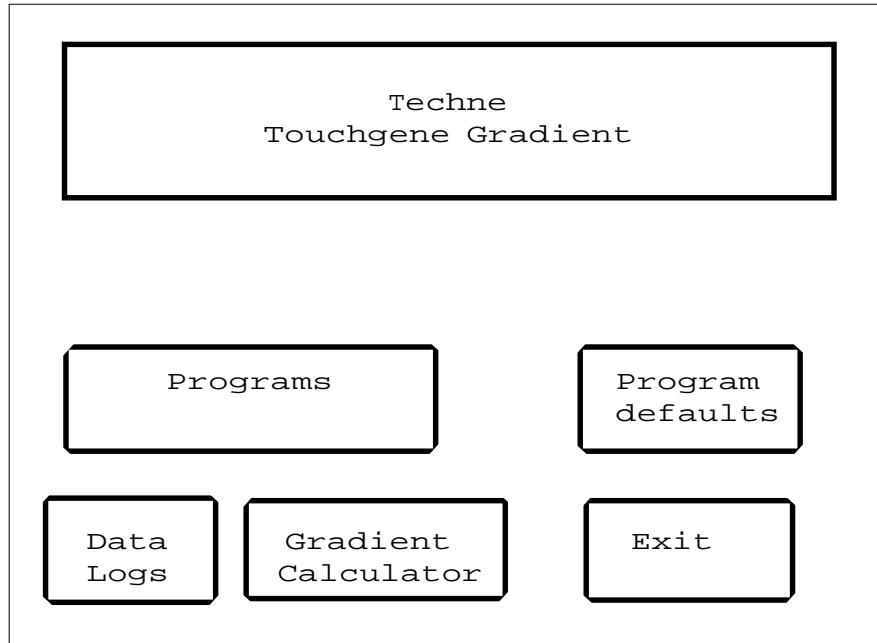 Techne
Touchgene Gradient
Programs
Program
defaults
Data
Logs
Gradient
Calculator
Exit